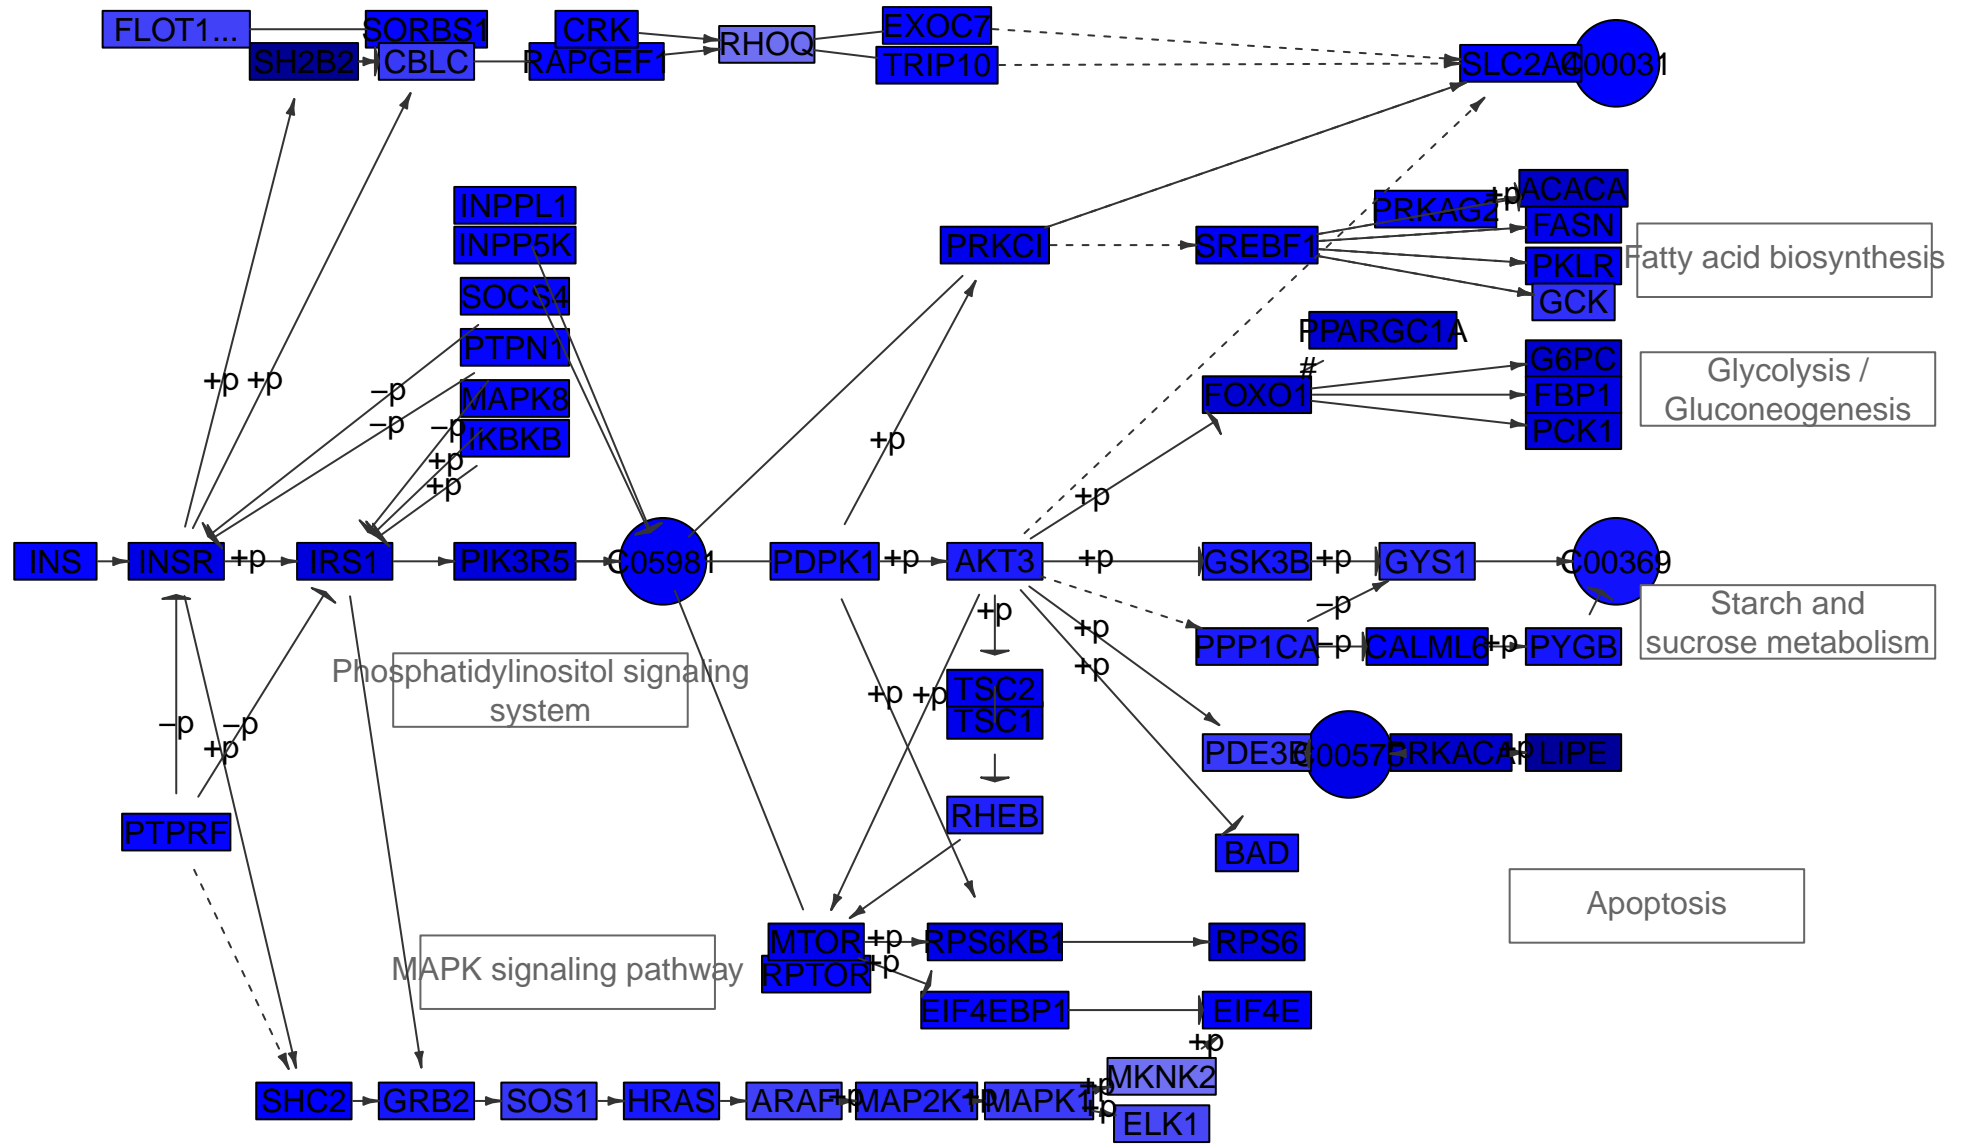 FLOT1...
SORBS1
CRK
EXOC7
RHOQ
SH2B2
CBLC
RAPGEF1
TRIP10
SLC2A4
C00031
INPPL1
INPP5K
SOCS4
PTPN1
MAPK8
IKBKB
PRKCI
SREBF1
PRKAG2
+p
ACACA
FASN
PKLR
GCK
Fatty acid biosynthesis
PPARGC1A
#
FOXO1
G6PC
FBP1
PCK1
Glycolysis /
Gluconeogenesis
+p
+p
−p
−p
−p
+p
+p
+p
+p
INS
INSR
+p
IRS1
PIK3R5
C05981
PDPK1
+p
AKT3
+p
GSK3B
+p
GYS1
C00369
+p
+p
+p
−p
PPP1CA
−p
CALML6
+p
PYGB
Starch and
sucrose metabolism
Phosphatidylinositol signaling
system
−p
−p
+p
+p
+p
TSC2
TSC1
PDE3B
C00575
PRKACA
+p
LIPE
PTPRF
RHEB
BAD
Apoptosis
MAPK signaling pathway
MTOR
+p
RPS6KB1
RPS6
RPTOR
+p
EIF4EBP1
EIF4E
+p
SHC2
GRB2
SOS1
HRAS
ARAF
+p
MAP2K1
+p
MAPK1
+p
+p
MKNK2
ELK1